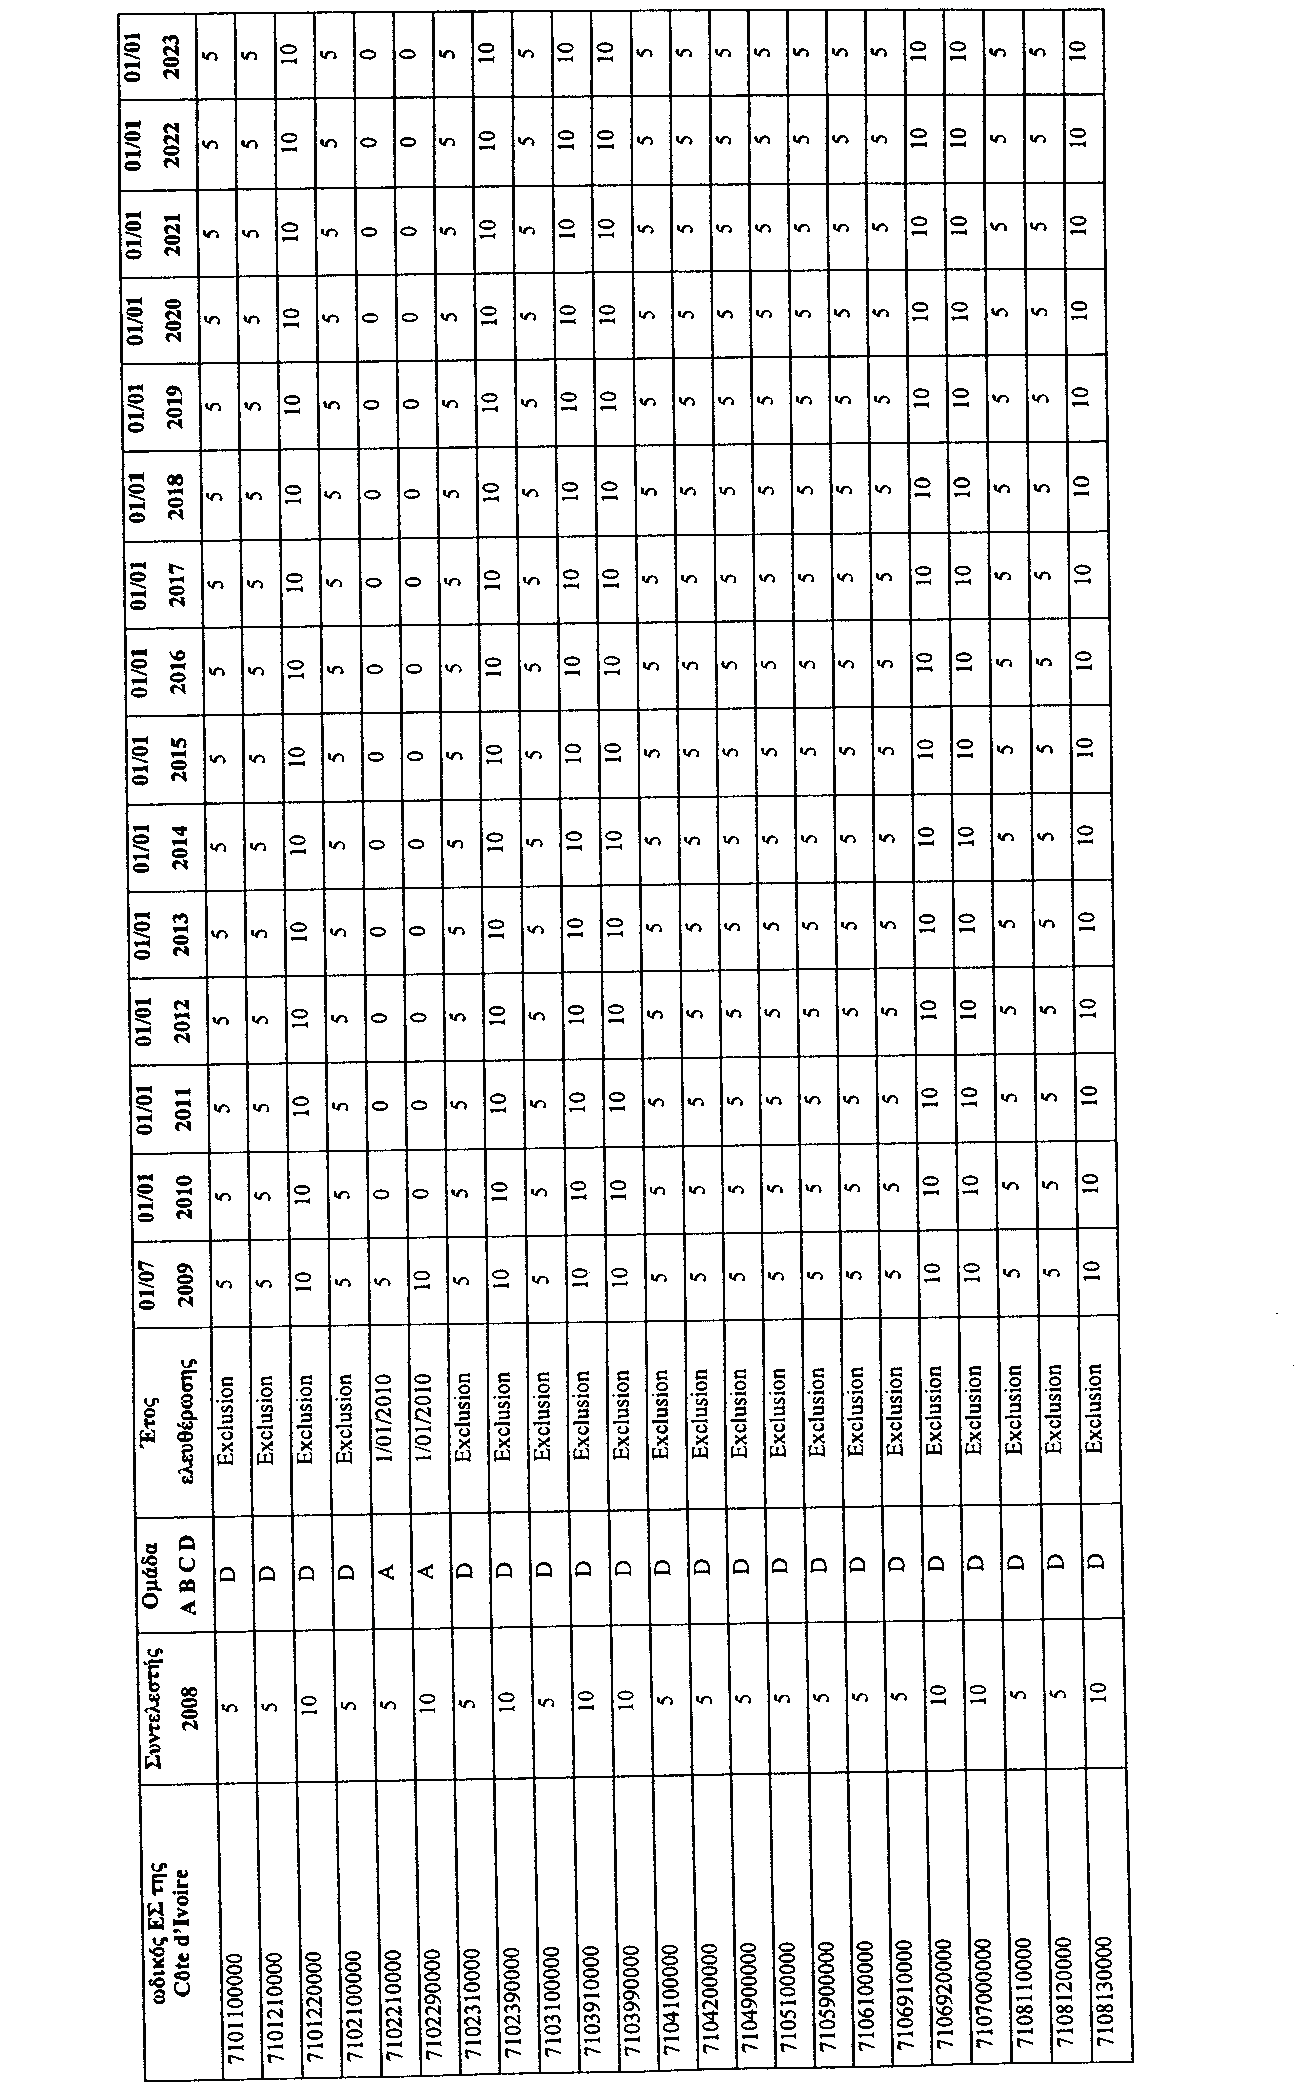 ωδικός ΕΣ της Côte d'Ivoire | Συντελεστής 2008 | Ομάδα A B C D | Έτος ελευθέρωσης | 01/07 2009 | 01/01 2010 | 01/01 2011 | 01/01 2012 | 01/01 2013 | 01/01 2014 | 01/01 2015 | 01/01 2016 | 01/01 2017 | 01/01 2018 | 01/01 2019 | 01/01 2020 | 01/01 2021 | 01/01 2022 | 01/01 2023
7101100000 5 D Exclusion 5 5 5 5 5 5 5 5 5 5 5 5 5 5 5
7101210000 5 D Exclusion 5 5 5 5 5 5 5 5 5 5 5 5 5 5 5
7101220000 10 D Exclusion 10 10 10 10 10 10 10 10 10 10 10 10 10 10 10
7102100000 5 D Exclusion 5 5 5 5 5 5 5 5 5 5 5 5 5 5 5
7102210000 5 A 1/01/2010 5 0 0 0 0 0 0 0 0 0 0 0 0 0 0
7102290000 10 A 1/01/2010 10 0 0 0 0 0 0 0 0 0 0 0 0 0 0
7102310000 5 D Exclusion 5 5 5 5 5 5 5 5 5 5 5 5 5 5 5
7102390000 10 D Exclusion 10 10 10 10 10 10 10 10 10 10 10 10 10 10 10
7103100000 5 D Exclusion 5 5 5 5 5 5 5 5 5 5 5 5 5 5 5
7103910000 10 D Exclusion 10 10 10 10 10 10 10 10 10 10 10 10 10 10 10
7103990000 10 D Exclusion 10 10 10 10 10 10 10 10 10 10 10 10 10 10 10
7104100000 5 D Exclusion 5 5 5 5 5 5 5 5 5 5 5 5 5 5 5
7104200000 5 D Exclusion 5 5 5 5 5 5 5 5 5 5 5 5 5 5 5
7104900000 5 D Exclusion 5 5 5 5 5 5 5 5 5 5 5 5 5 5 5
7105100000 5 D Exclusion 5 5 5 5 5 5 5 5 5 5 5 5 5 5 5
7105900000 5 D Exclusion 5 5 5 5 5 5 5 5 5 5 5 5 5 5 5
7106100000 5 D Exclusion 5 5 5 5 5 5 5 5 5 5 5 5 5 5 5
7106910000 5 D Exclusion 5 5 5 5 5 5 5 5 5 5 5 5 5 5 5
7106920000 10 D Exclusion 10 10 10 10 10 10 10 10 10 10 10 10 10 10 10
7107000000 10 D Exclusion 10 10 10 10 10 10 10 10 10 10 10 10 10 10 10
7108110000 5 D Exclusion 5 5 5 5 5 5 5 5 5 5 5 5 5 5 5
7108120000 5 D Exclusion 5 5 5 5 5 5 5 5 5 5 5 5 5 5 5
7108130000 10 D Exclusion 10 10 10 10 10 10 10 10 10 10 10 10 10 10 10